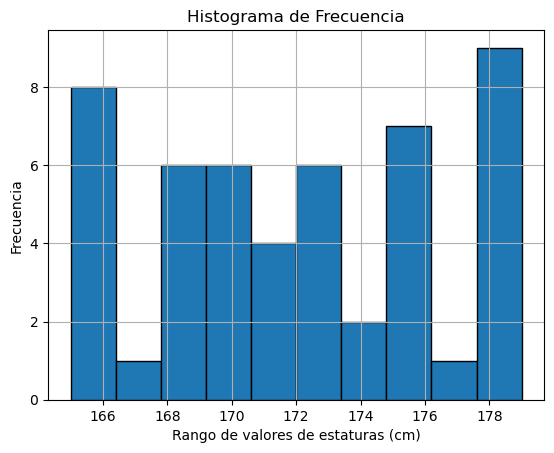 Histograma de Frecuencia
8
6
4
2
0
Frecuencia
166 168 170 172 174 176 178
Rango de valores de estaturas (cm)